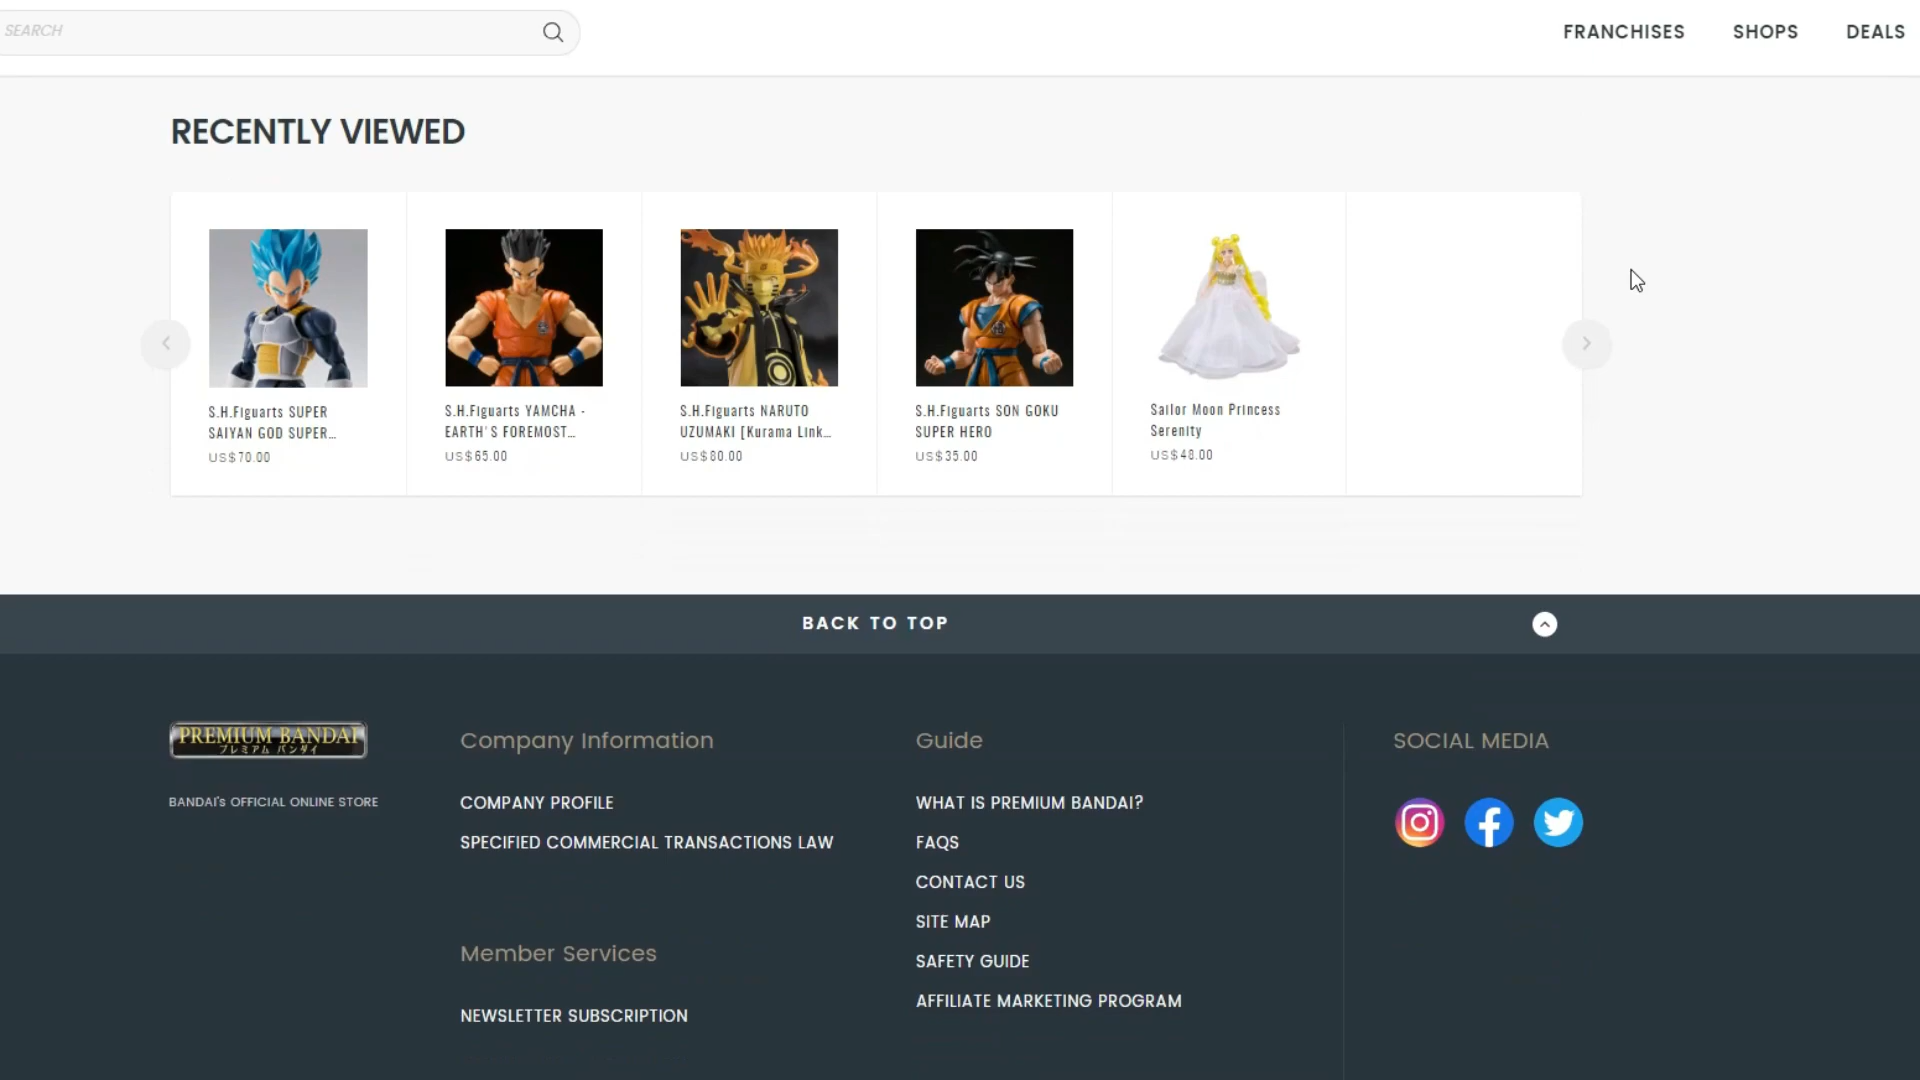 SEARCH
FRANCHISES
SHOPS
DEALS
RECENTLY VIEWED
S.H.Figuarts SUPER
SAIYAN GOD SUPER...
US$70.00
S.H.Figuarts YAMCHA -
EARTH'S FOREMOST...
US$65.00
S.H.Figuarts NARUTO
UZUMAKI [Kurama Link...
US$80.00
S.H.Figuarts SON GOKU
SUPER HERO
US$35.00
Sailor Moon Princess
Serenity
US$48.00
BACK TO TOP
PREMIUM BANDAI
プレミアム バンダイ
BANDAI's OFFICIAL ONLINE STORE
Company Information
COMPANY PROFILE
SPECIFIED COMMERCIAL TRANSACTIONS LAW
Member Services
NEWSLETTER SUBSCRIPTION
Guide
WHAT IS PREMIUM BANDAI?
FAQS
CONTACT US
SITE MAP
SAFETY GUIDE
AFFILIATE MARKETING PROGRAM
SOCIAL MEDIA